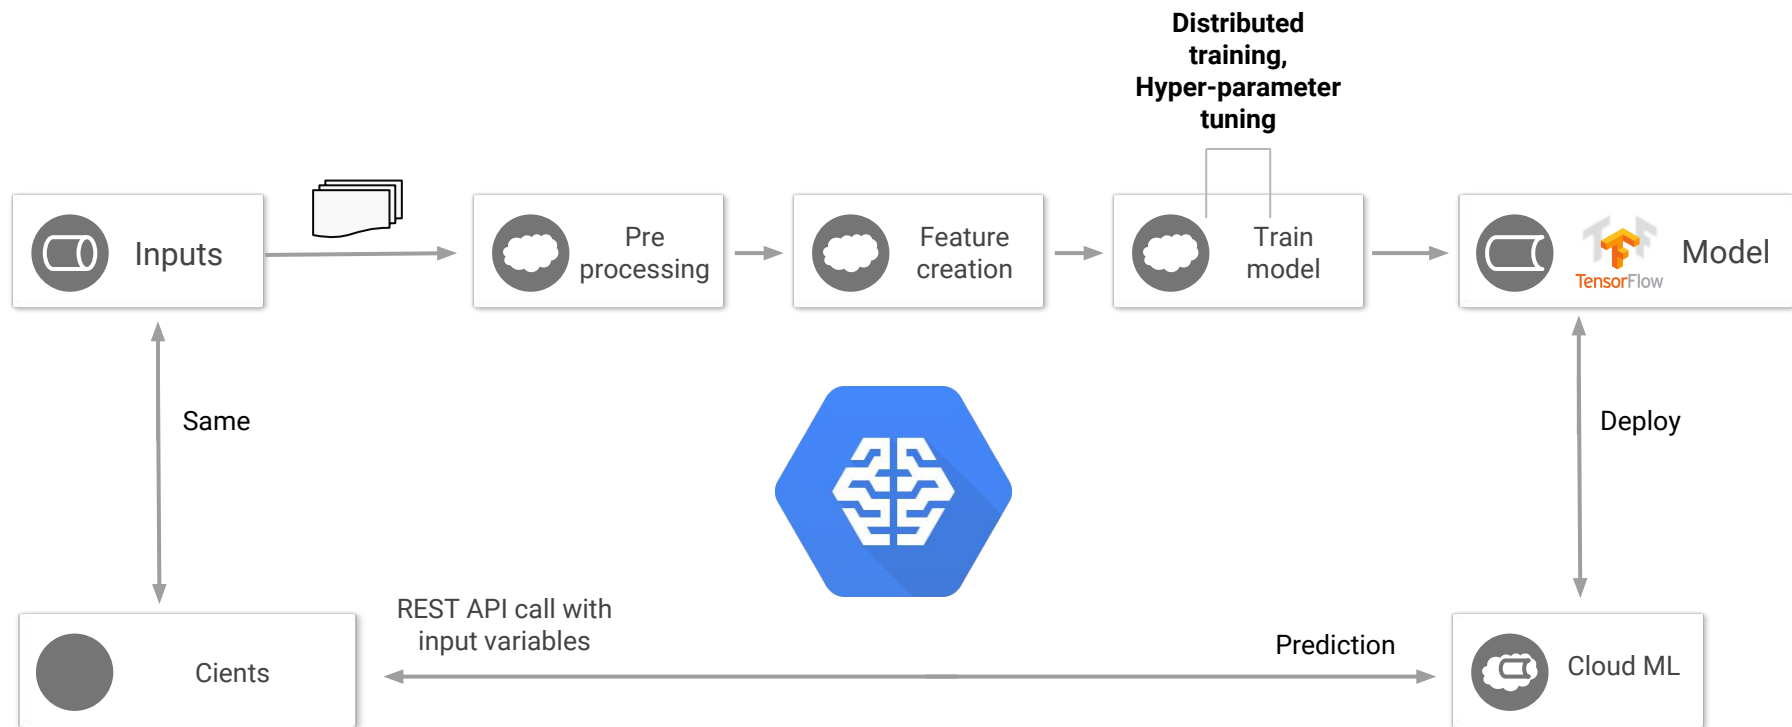 Distributed
training,
Hyper-parameter
tuning
Inputs
Pre
processing
Feature
creation
Train
model
TensorFlow
Model
Same
Deploy
REST API call with
input variables
Prediction
Cients
Cloud ML